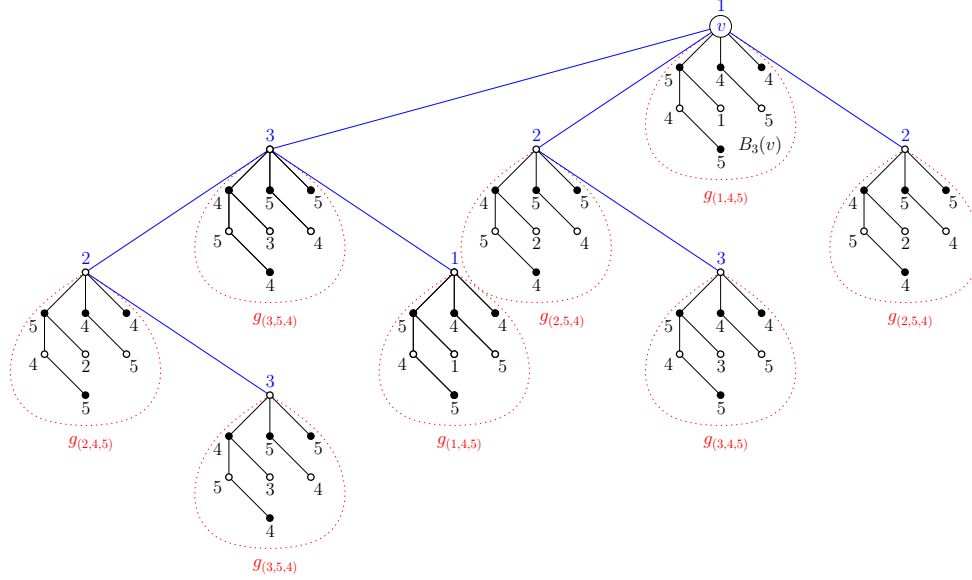 1
v
5 4 4
4 1 5
5 B_3(v)
g_{(1,4,5)}
3 2 2
4 5 5 4 5 5 4 5 5
5 3 4 5 2 4 5 2 4
4 4 4
g_{(3,5,4)} g_{(2,5,4)} g_{(2,5,4)}
2 1 3
5 4 4 5 4 4 5 4 4
4 2 5 4 1 5 4 3 5
5 5 5
g_{(2,4,5)} g_{(1,4,5)} g_{(3,4,5)}
3
4 5 5
5 3 4
4
g_{(3,5,4)}